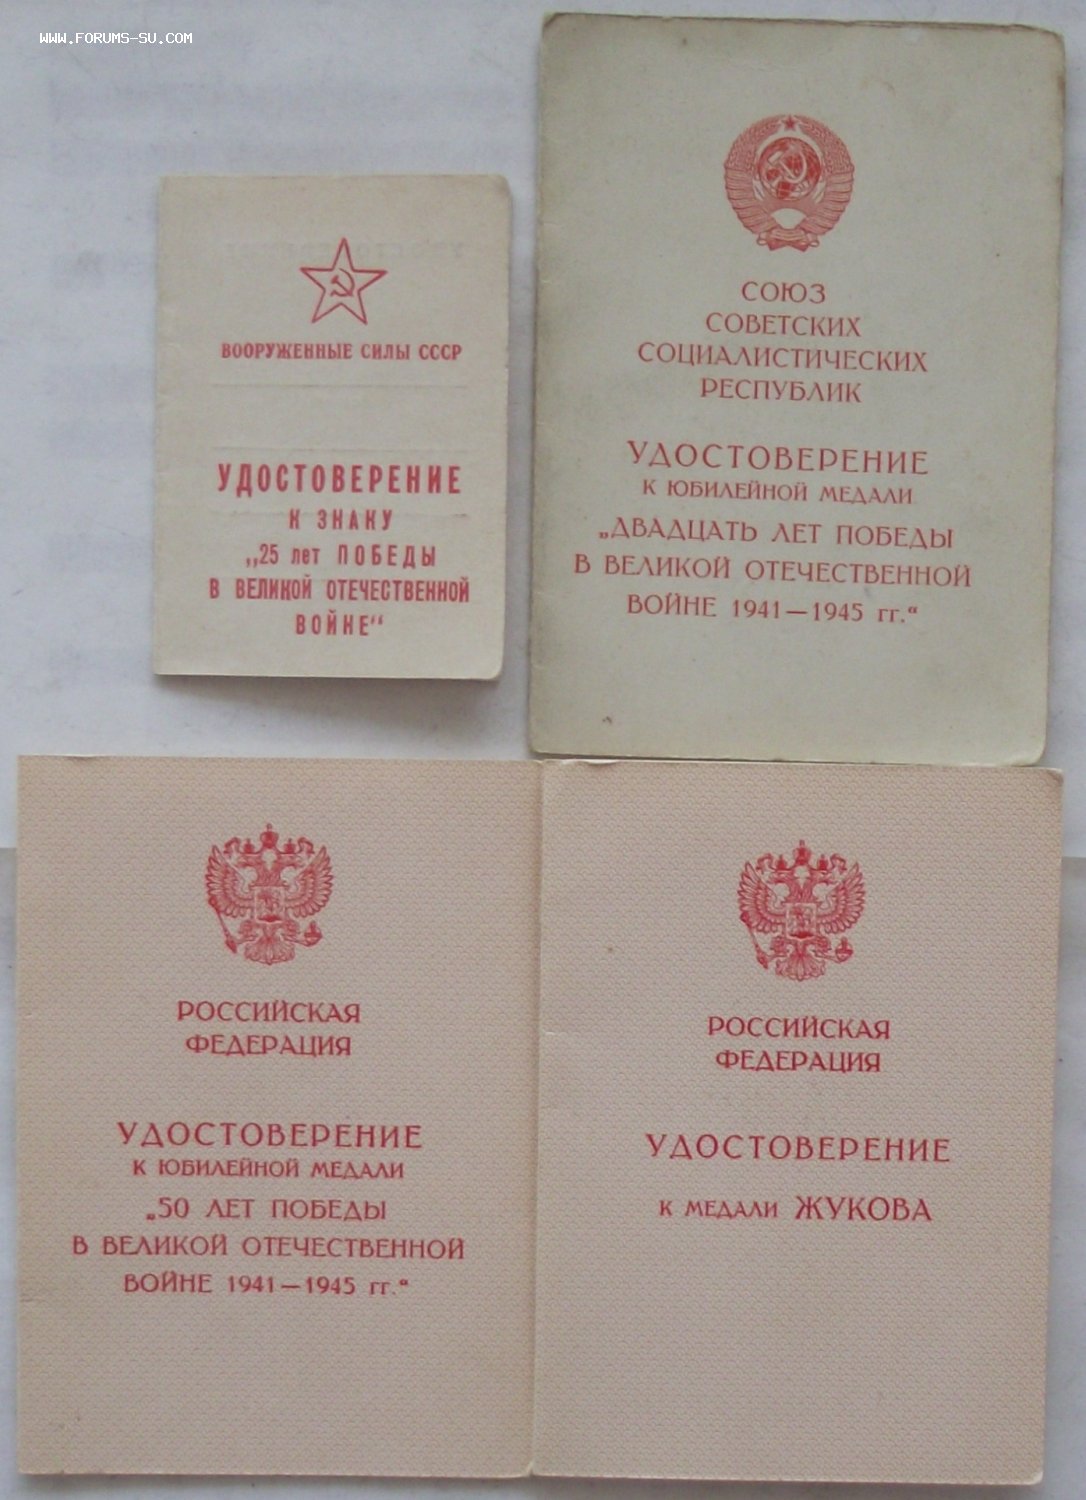 WWW.FORUMS-SU.COM
ВООРУЖЕННЫЕ СИЛЫ СССР
УДОСТОВЕРЕНИЕ
К ЗНАКУ
„25 лет ПОБЕДЫ
В ВЕЛИКОЙ ОТЕЧЕСТВЕННОЙ
ВОЙНЕ“
СОЮЗ
СОВЕТСКИХ
СОЦИАЛИСТИЧЕСКИХ
РЕСПУБЛИК
УДОСТОВЕРЕНИЕ
К ЮБИЛЕЙНОЙ МЕДАЛИ
„ДВАДЦАТЬ ЛЕТ ПОБЕДЫ
В ВЕЛИКОЙ ОТЕЧЕСТВЕННОЙ
ВОЙНЕ 1941—1945 гг.“
РОССИЙСКАЯ
ФЕДЕРАЦИЯ
УДОСТОВЕРЕНИЕ
К ЮБИЛЕЙНОЙ МЕДАЛИ
„50 ЛЕТ ПОБЕДЫ
В ВЕЛИКОЙ ОТЕЧЕСТВЕННОЙ
ВОЙНЕ 1941—1945 гг.“
РОССИЙСКАЯ
ФЕДЕРАЦИЯ
УДОСТОВЕРЕНИЕ
К МЕДАЛИ ЖУКОВА